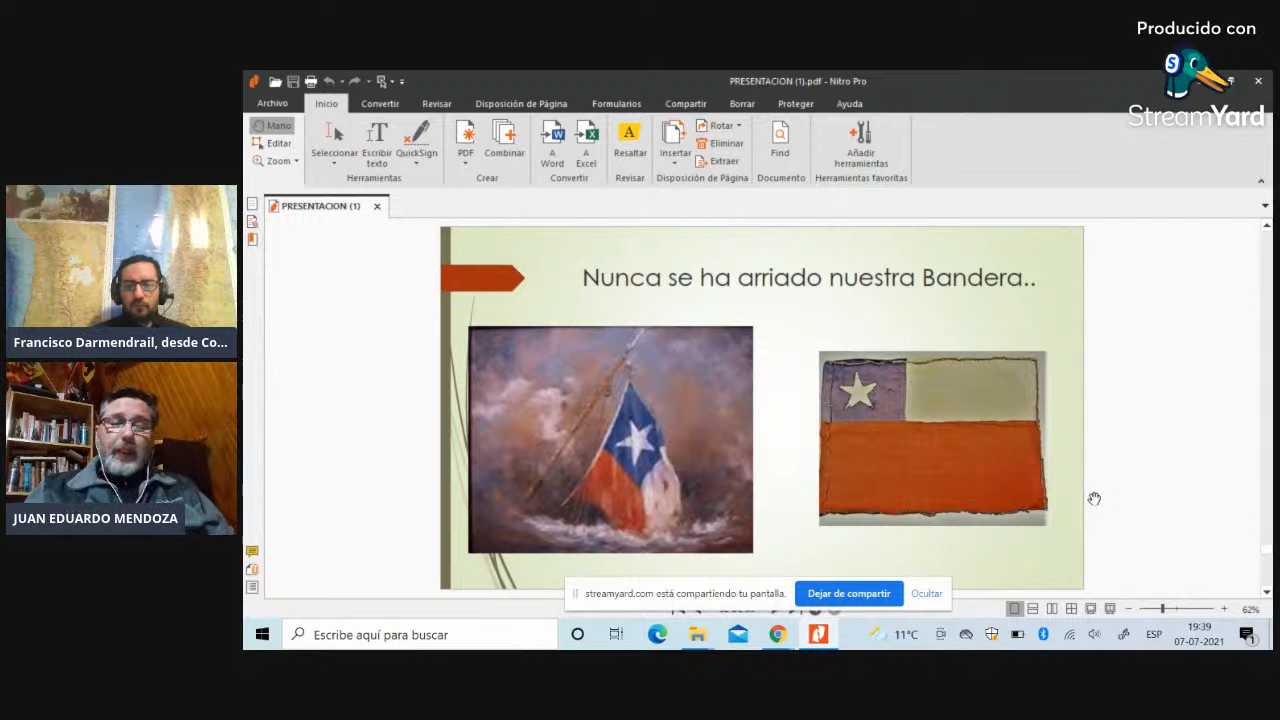 Producido con
StreamYard
PRESENTACION (1).pdf - Nitro Pro
Archivo
Inicio
Convertir
Revisar
Disposición de Página
Formularios
Compartir
Borrar
Proteger
Ayuda
Mano
Editar
Zoom
Seleccionar
Escribir texto
QuickSign
Herramientas
PDF
Combinar
Crear
A Word
A Excel
Convertir
Resaltar
Revisar
Insertar
Rotar
Eliminar
Extraer
Disposición de Página
Find
Documento
Añadir herramientas
Herramientas favoritas
PRESENTACION (1)
Nunca se ha arriado nuestra Bandera..
Francisco Darmendrail, desde Co...
JUAN EDUARDO MENDOZA
streamyard.com está compartiendo tu pantalla.
Dejar de compartir
Ocultar
62%
Escribe aquí para buscar
11°C
ESP
19:39
07-07-2021